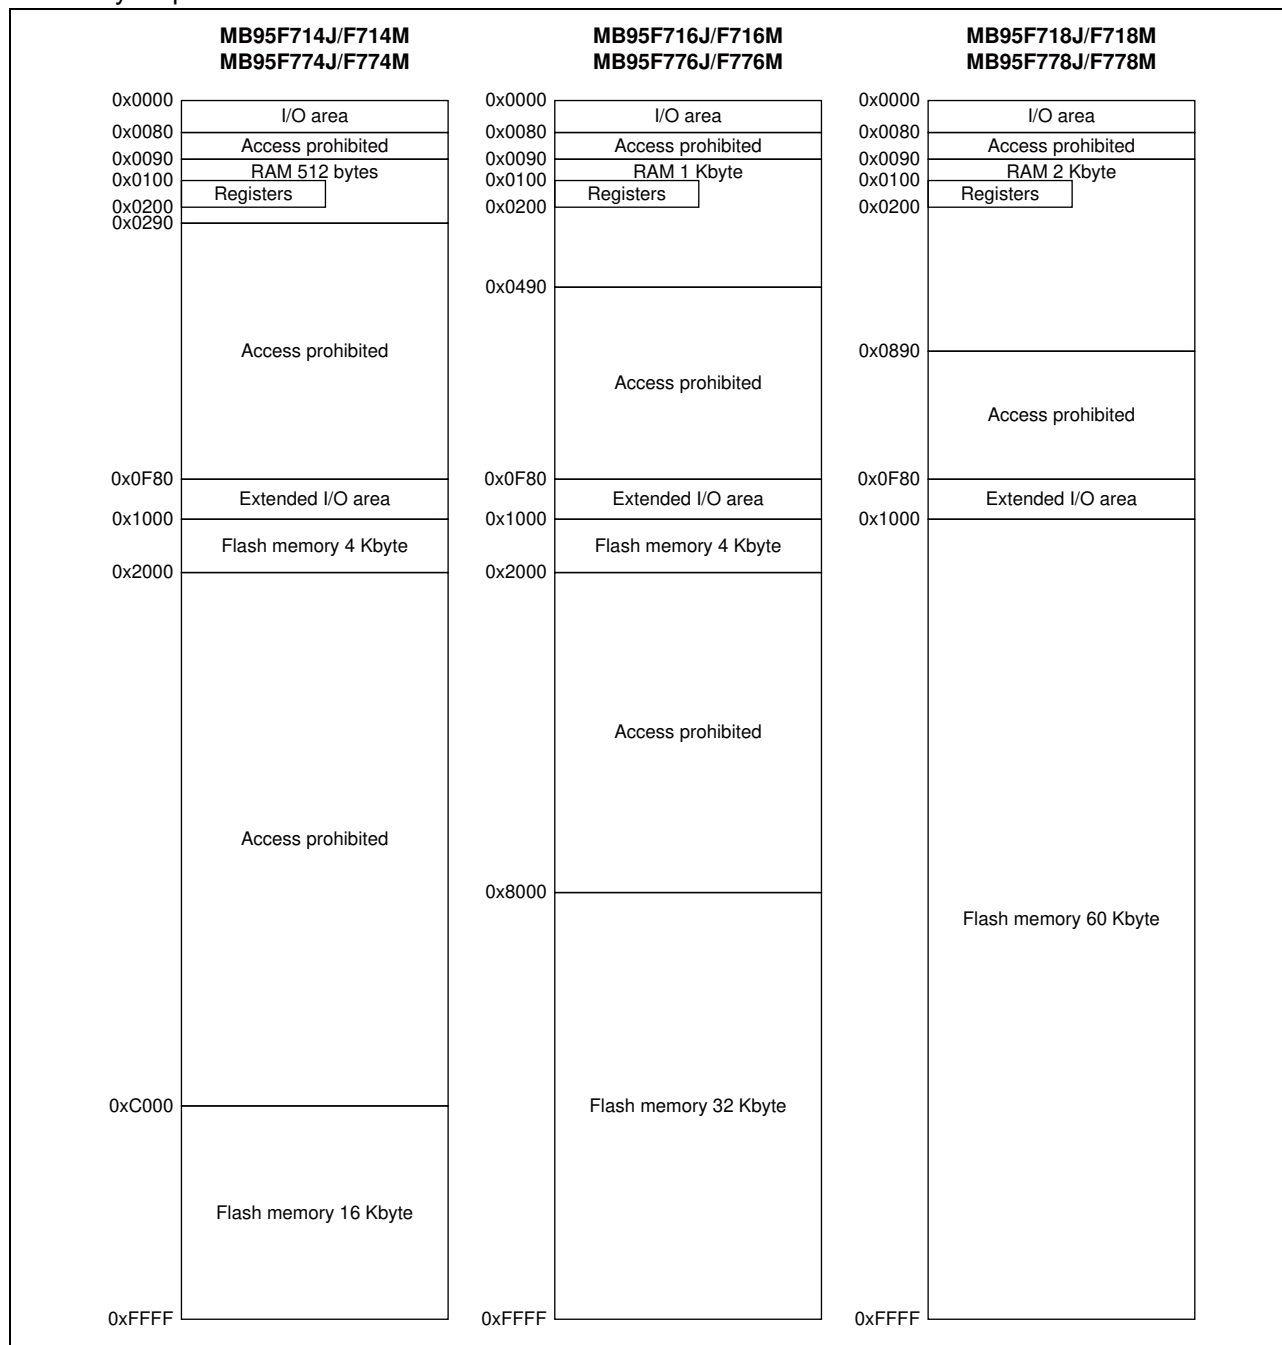 MB95F714J/F714M
MB95F774J/F774M
0x0000
I/O area
0x0080
Access prohibited
0x0090
RAM 512 bytes
0x0100
Registers
0x0200
0x0290
Access prohibited
0x0F80
Extended I/O area
0x1000
Flash memory 4 Kbyte
0x2000
Access prohibited
0xC000
Flash memory 16 Kbyte
0xFFFF
MB95F716J/F716M
MB95F776J/F776M
0x0000
I/O area
0x0080
Access prohibited
0x0090
RAM 1 Kbyte
0x0100
Registers
0x0200
0x0490
Access prohibited
0x0F80
Extended I/O area
0x1000
Flash memory 4 Kbyte
0x2000
Access prohibited
0x8000
Flash memory 32 Kbyte
0xFFFF
MB95F718J/F718M
MB95F778J/F778M
0x0000
I/O area
0x0080
Access prohibited
0x0090
RAM 2 Kbyte
0x0100
Registers
0x0200
0x0890
Access prohibited
0x0F80
Extended I/O area
0x1000
Flash memory 60 Kbyte
0xFFFF